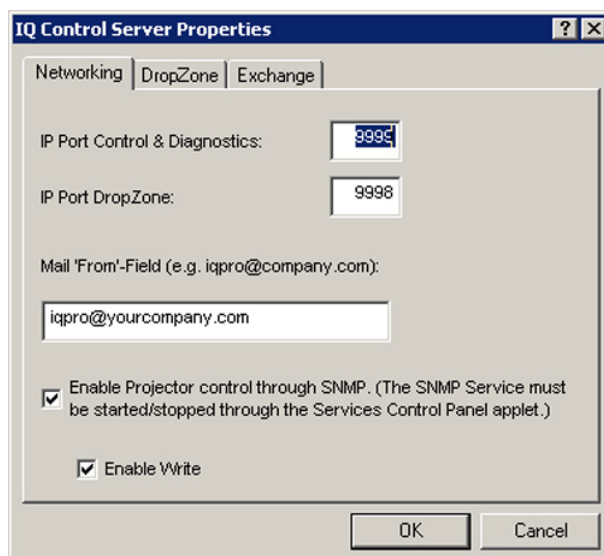 IQ Control Server Properties
Networking DropZone Exchange
IP Port Control & Diagnostics: 9999
IP Port DropZone: 9998
Mail 'From'-Field (e.g. iqpro@company.com):
iqpro@yourcompany.com
Enable Projector control through SNMP. (The SNMP Service must
be started/stopped through the Services Control Panel applet.)
Enable Write
OK Cancel